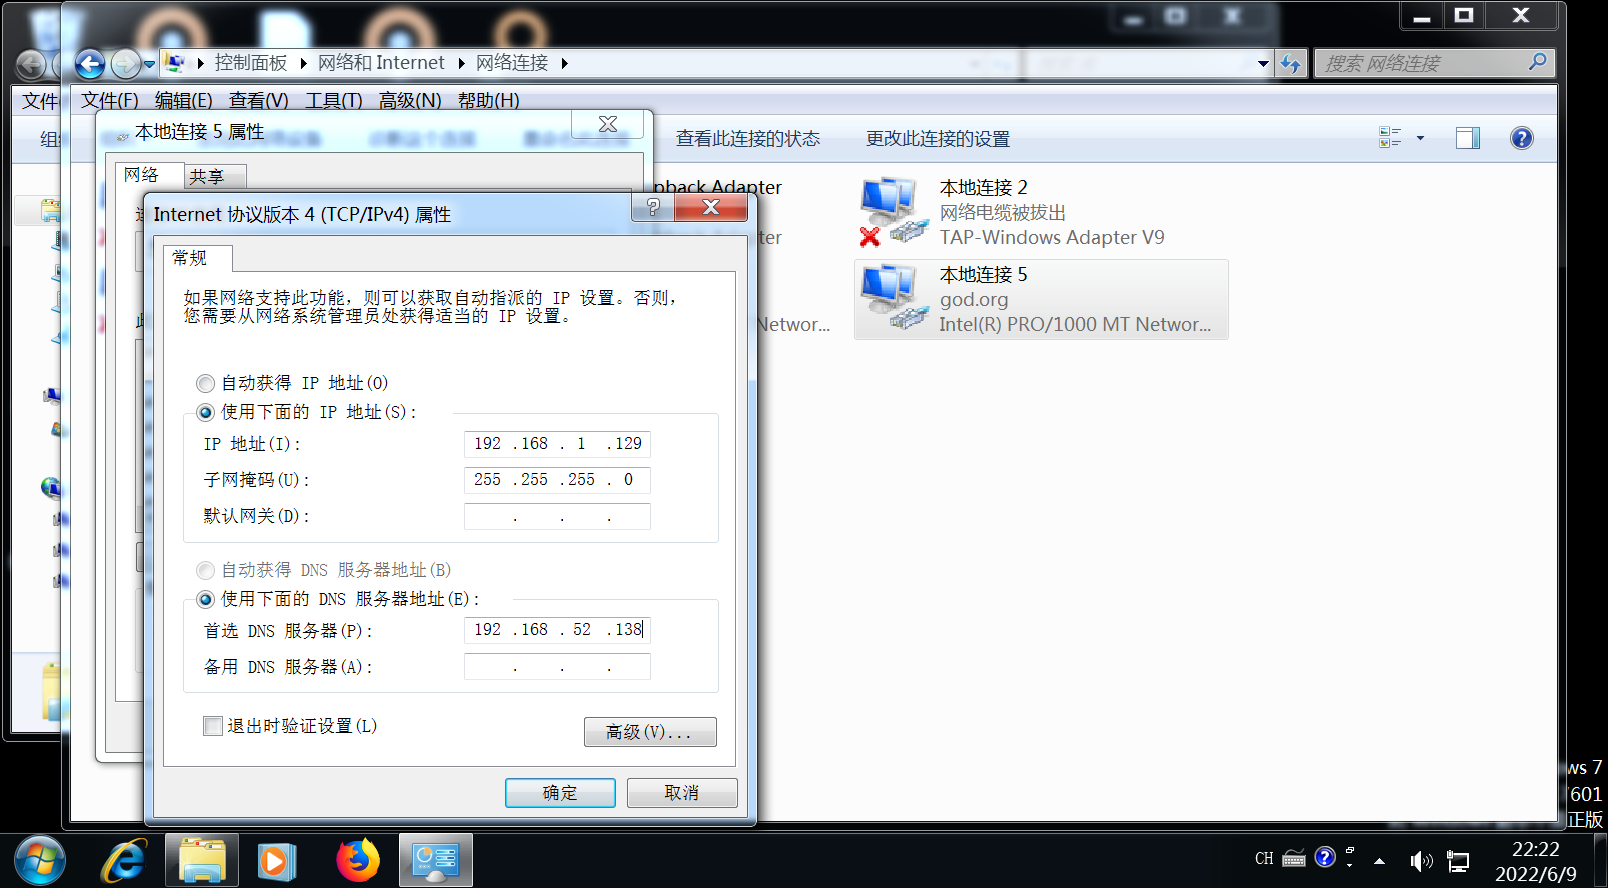 控制面板 网络和 Internet 网络连接
搜索 网络连接
文件
文件(F) 编辑(E) 查看(V) 工具(T) 高级(N) 帮助(H)
组
本地连接 5 属性
查看此连接的状态 更改此连接的设置
网络 共享
pback Adapter
ter
Networ...
本地连接 2
网络电缆被拔出
TAP-Windows Adapter V9
本地连接 5
god.org
Intel(R) PRO/1000 MT Networ...
Internet 协议版本 4 (TCP/IPv4) 属性
常规
如果网络支持此功能，则可以获取自动指派的 IP 设置。否则，
您需要从网络系统管理员处获得适当的 IP 设置。
自动获得 IP 地址(O)
使用下面的 IP 地址(S):
IP 地址(I): 192 .168 . 1 .129
子网掩码(U): 255 .255 .255 . 0
默认网关(D): . . .
自动获得 DNS 服务器地址(B)
使用下面的 DNS 服务器地址(E):
首选 DNS 服务器(P): 192 .168 . 52 .138
备用 DNS 服务器(A): . . .
退出时验证设置(L)
高级(V)...
确定 取消
ws 7
601
正版
CH
22:22
2022/6/9